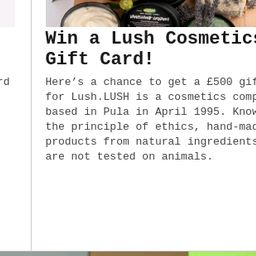 Win a Lush Cosmetics
Gift Card!
rd
Here’s a chance to get a £500 gif
for Lush.LUSH is a cosmetics comp
based in Pula in April 1995. Know
the principle of ethics, hand-mad
products from natural ingredients
are not tested on animals.